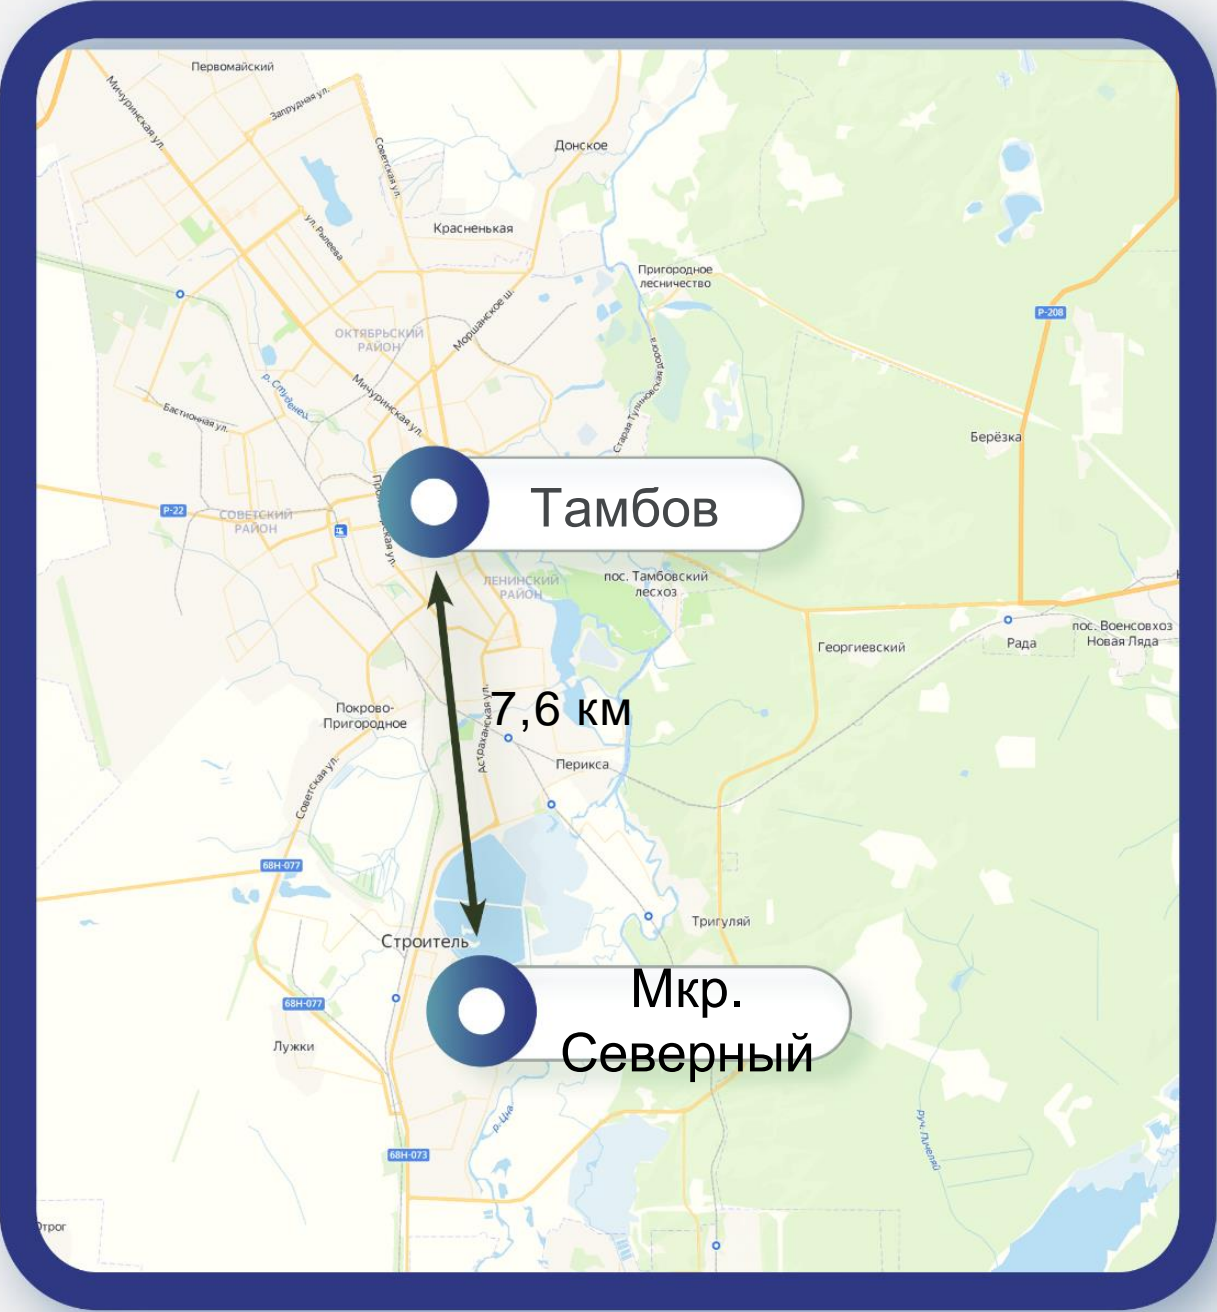 Первомайский
Мичуринская ул.
Запрудная ул.
Советская ул.
Донское
ул. Рылеева
Красненькая
Пригородное
лесничество
Р-208
Моршанское ш.
ОКТЯБРЬСКИЙ
РАЙОН
Старая Тулиновская дорога
р. Студенец
Мичуринская ул.
Бастионная ул.
Берёзка
Р-22
СОВЕТСКИЙ
РАЙОН
Тамбов
ЛЕНИНСКИЙ
РАЙОН
пос. Тамбовский
лесхоз
пос. Военсовхоз
Новая Ляда
Рада
Георгиевский
7,6 км
Покрово-
Пригородное
Астраханская ул.
Перикса
Советская ул.
68Н-077
Тригуляй
Строитель
Мкр.
Северный
68Н-077
Лужки
р. Цна
68Н-073